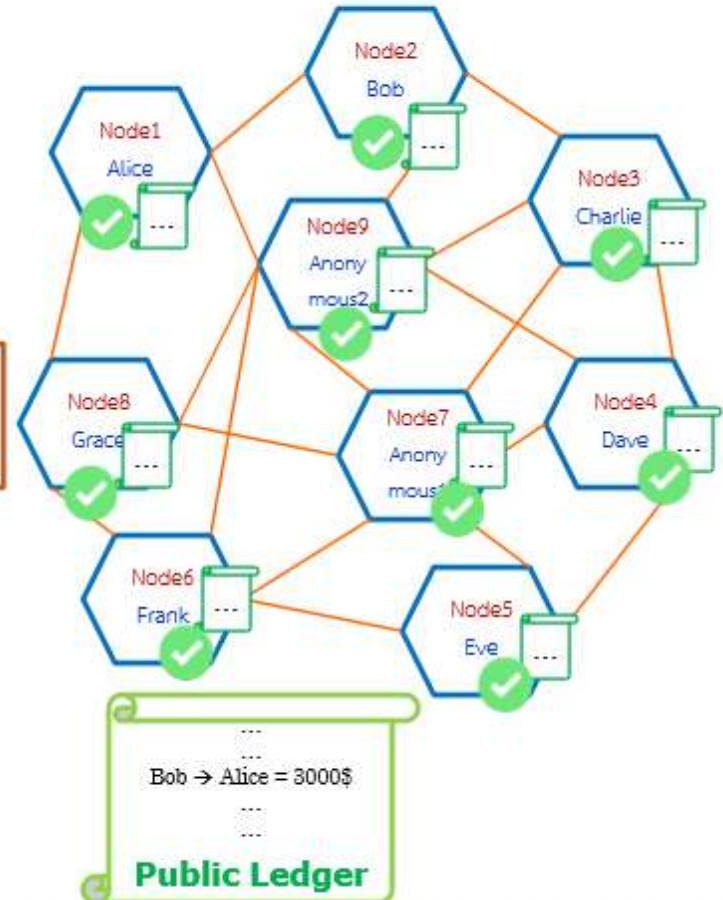 Node2
Bob
---
Node1
Alice
---
Node3
Charlie
---
Node9
Anony
mous2
---
Node8
Grace
---
Node7
Anony
mous1
---
Node4
Dave
---
Node6
Frank
---
Node5
Eve
---
---
---
Bob → Alice = 3000$
---
---
Public Ledger